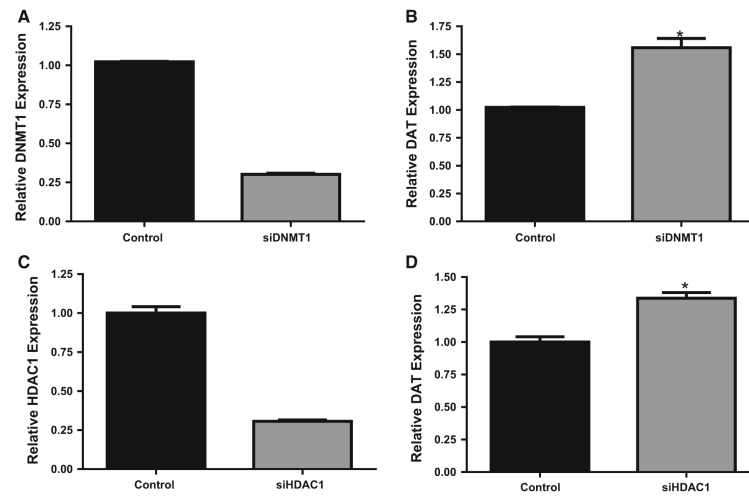 A
Relative DNMT1 Expression
1.25
1.00
0.75
0.50
0.25
0.00
Control
siDNMT1
B
Relative DAT Expression
1.75
1.50
1.25
1.00
0.75
0.50
0.25
0.00
*
Control
siDNMT1
C
Relative HDAC1 Expression
1.25
1.00
0.75
0.50
0.25
0.00
Control
siHDAC1
D
Relative DAT Expression
1.50
1.25
1.00
0.75
0.50
0.25
0.00
*
Control
siHDAC1